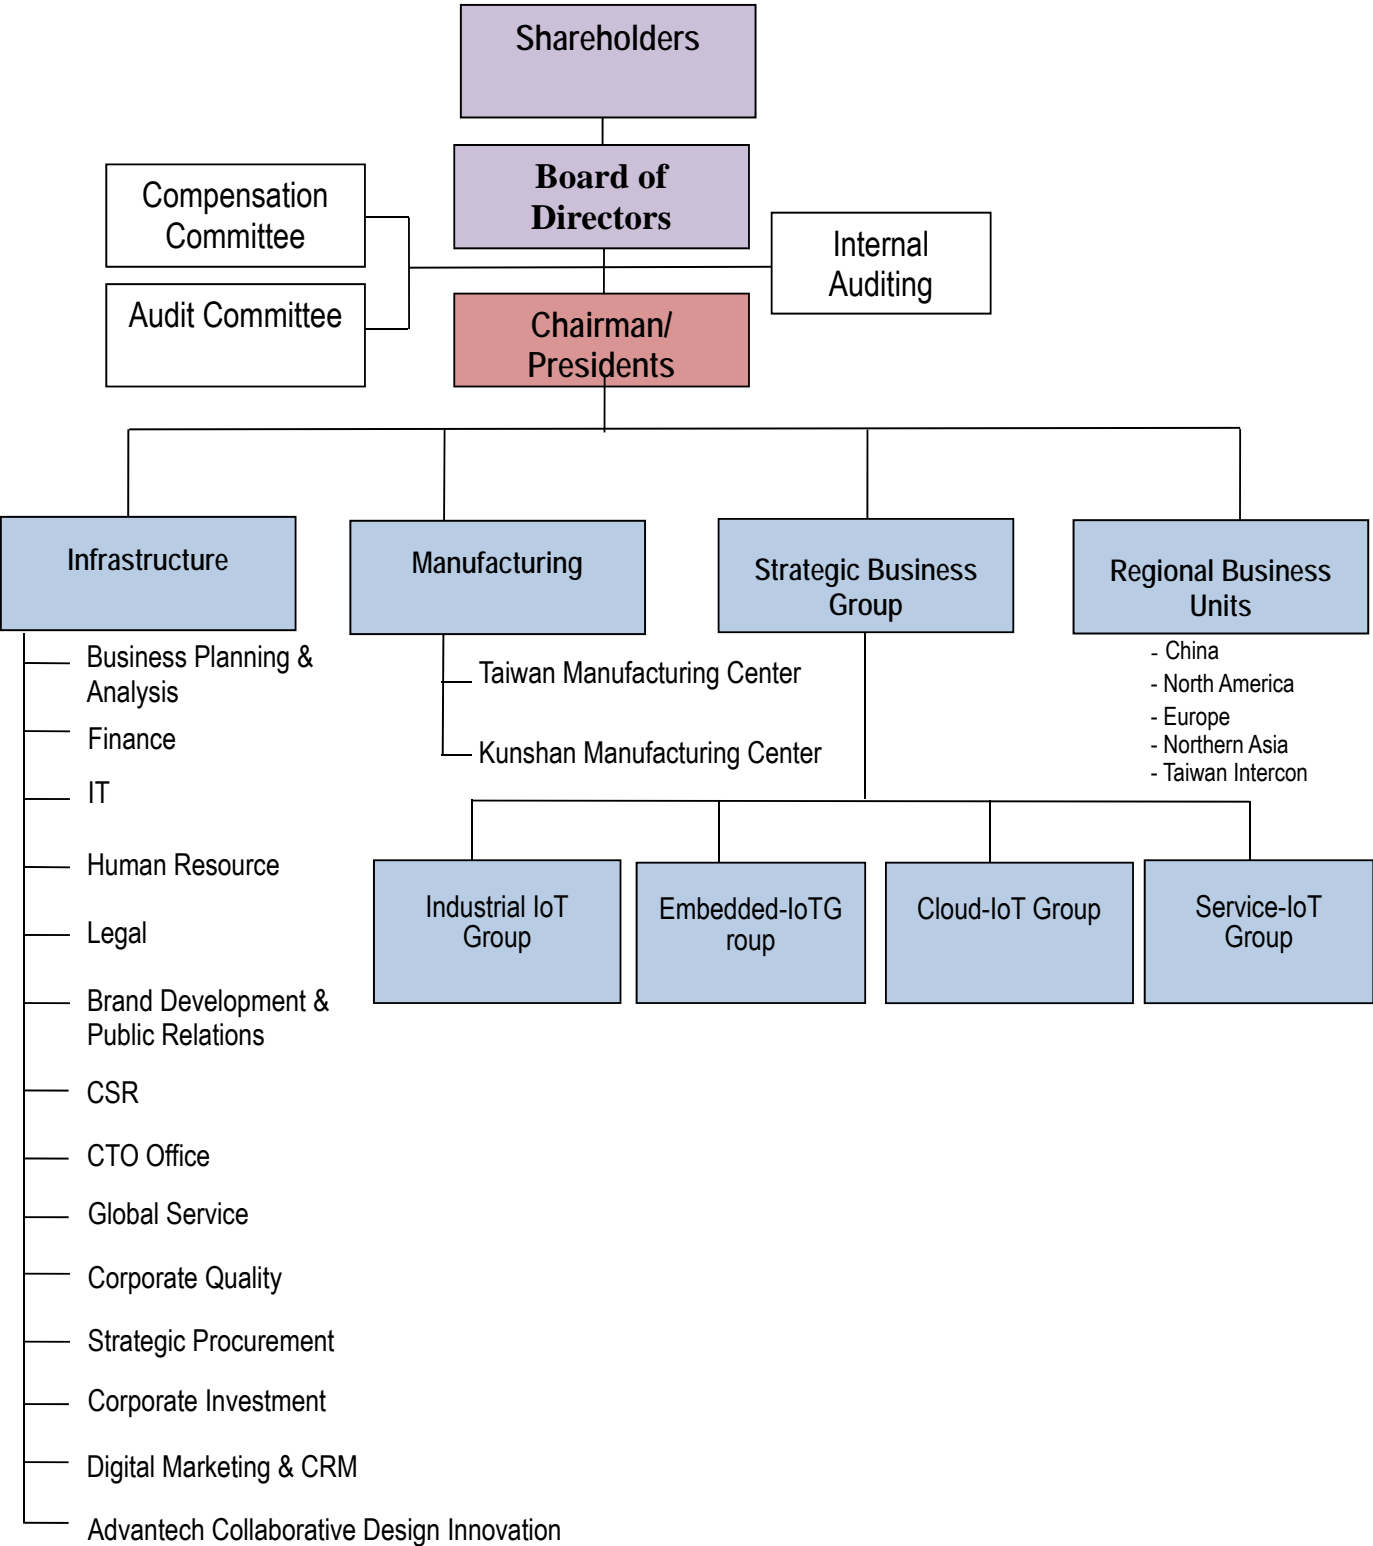 Shareholders
Board of
Directors
Compensation
Committee
Internal
Auditing
Audit Committee
Chairman/
Presidents
Infrastructure
Manufacturing
Strategic Business
Group
Regional Business
Units
Business Planning &
Analysis
Finance
IT
Human Resource
Legal
Brand Development &
Public Relations
CSR
CTO Office
Global Service
Corporate Quality
Strategic Procurement
Corporate Investment
Digital Marketing & CRM
Advantech Collaborative Design Innovation
Taiwan Manufacturing Center
Kunshan Manufacturing Center
- China
- North America
- Europe
- Northern Asia
- Taiwan Intercon
Industrial IoT
Group
Embedded-IoTG
roup
Cloud-IoT Group
Service-IoT
Group